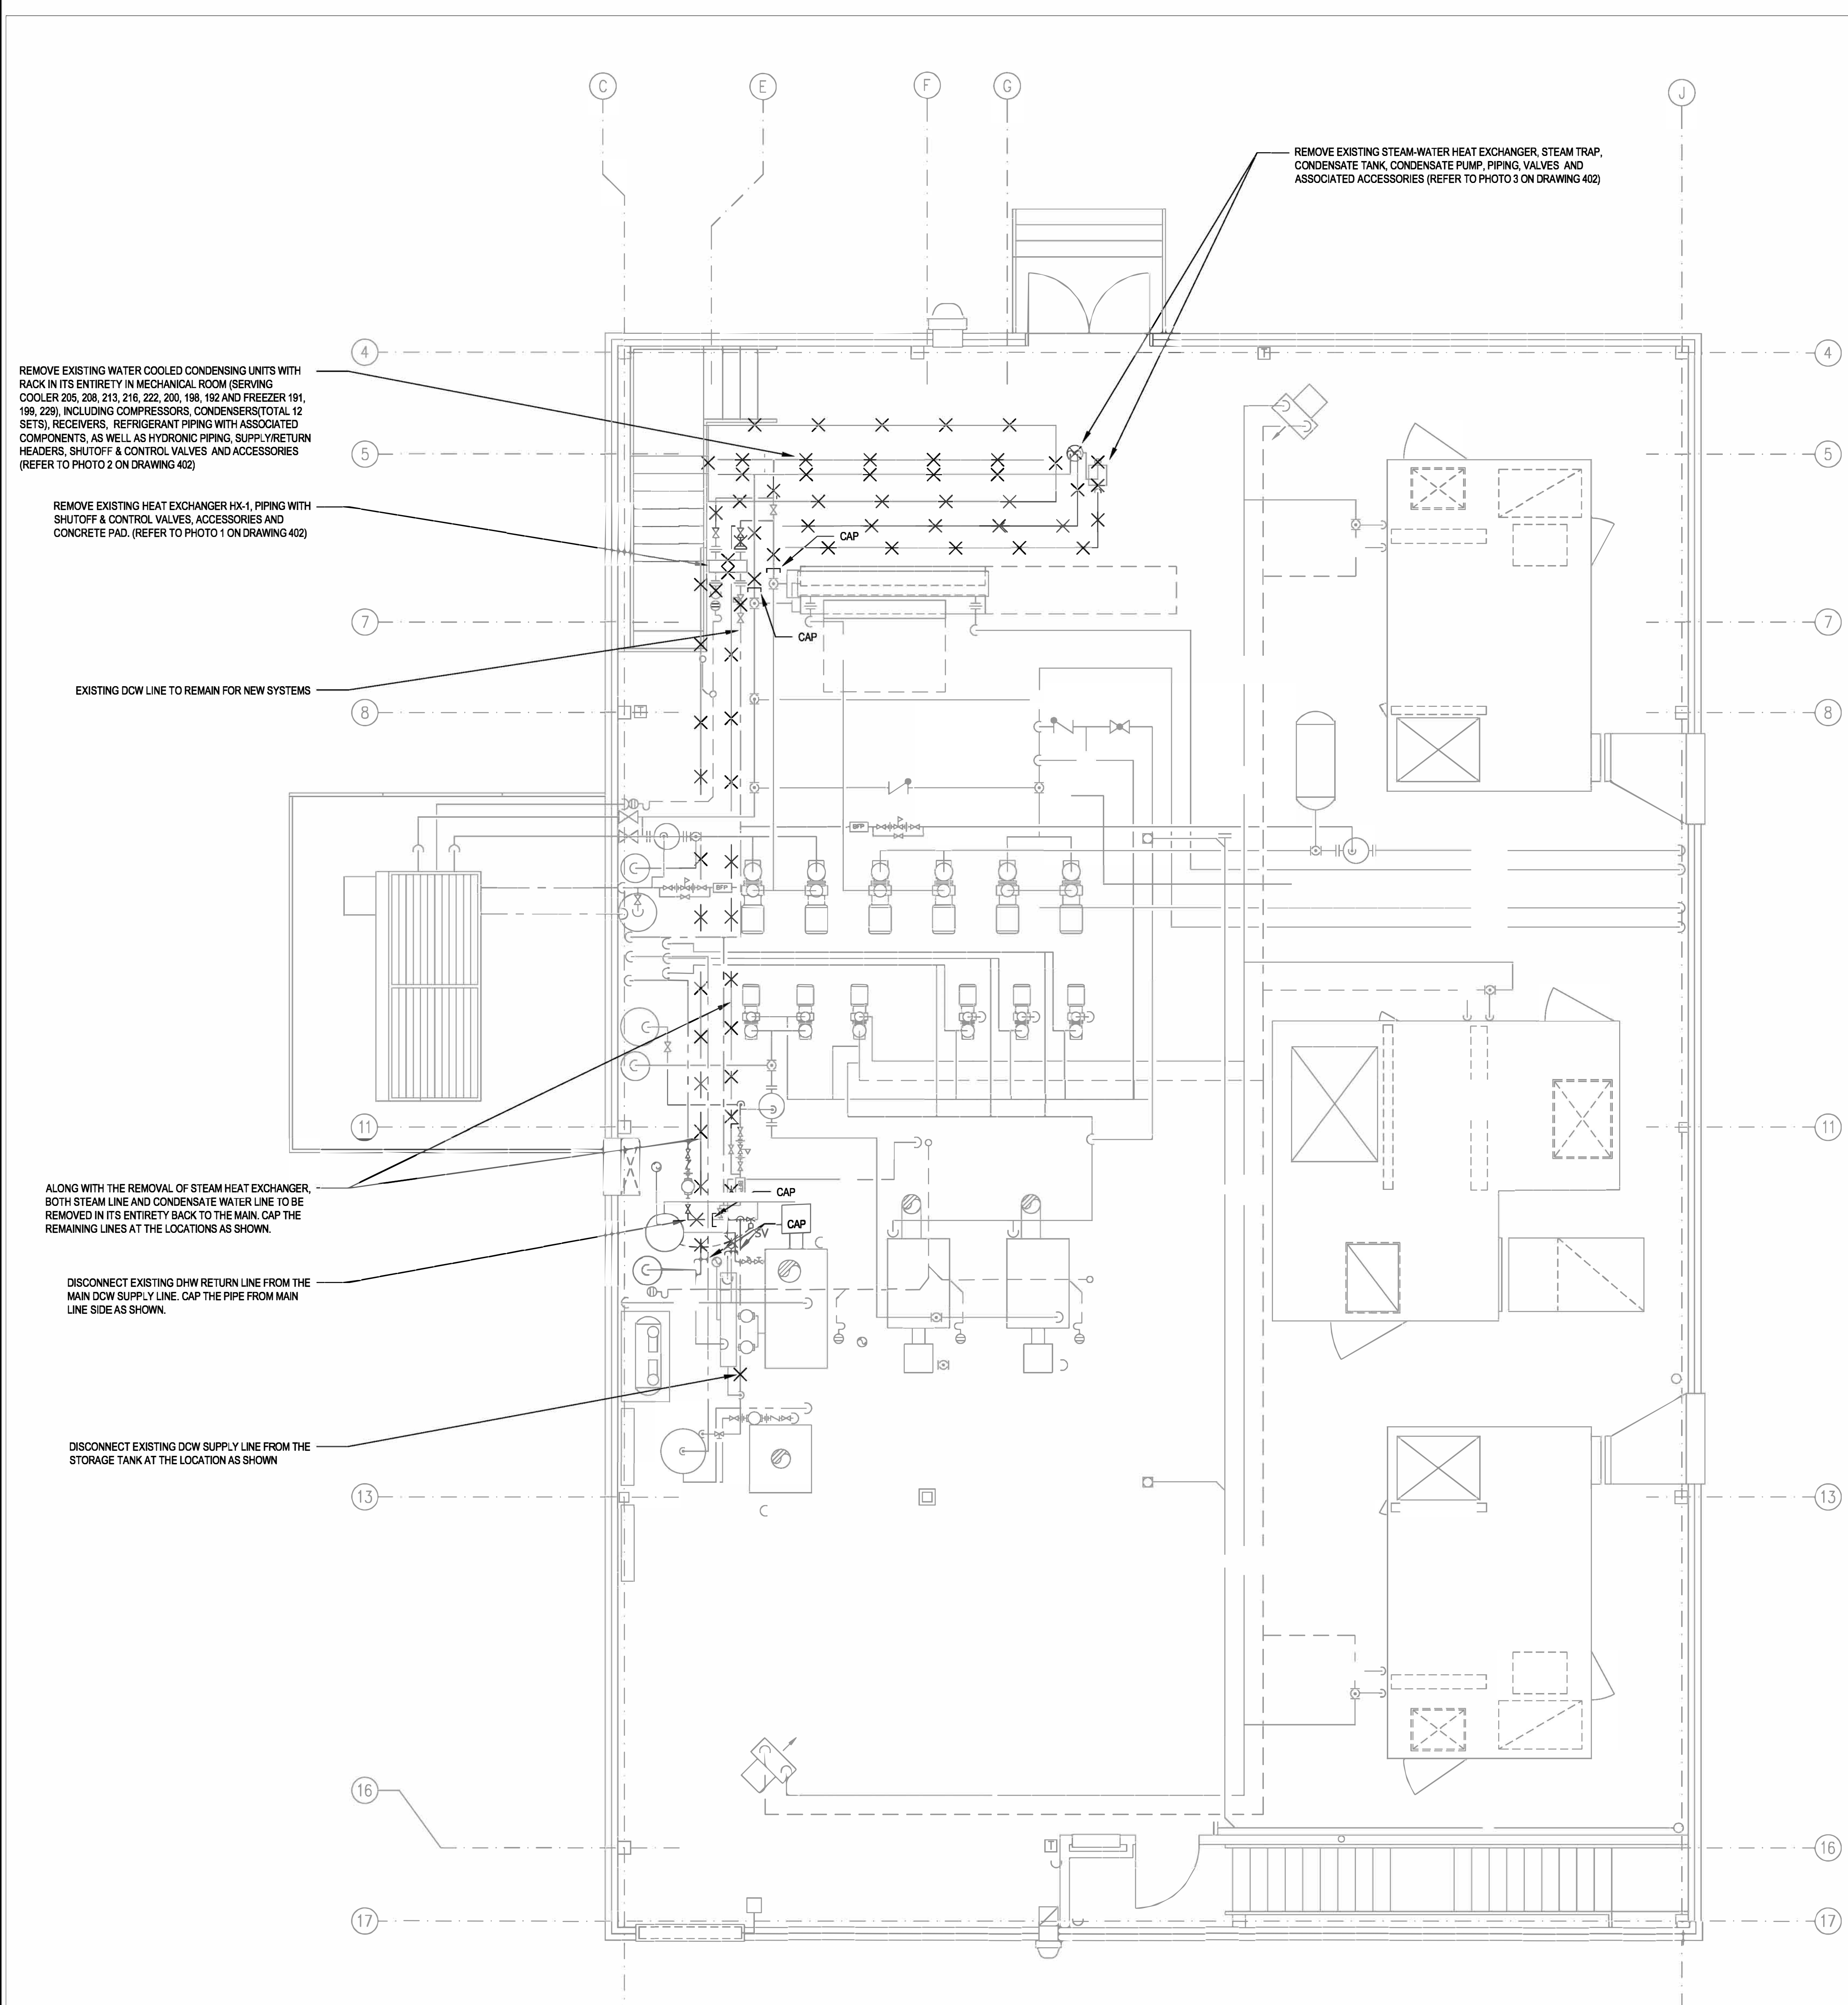 C
E
F
G
J
REMOVE EXISTING STEAM-WATER HEAT EXCHANGER, STEAM TRAP,
CONDENSATE TANK, CONDENSATE PUMP, PIPING, VALVES AND
ASSOCIATED ACCESSORIES (REFER TO PHOTO 3 ON DRAWING 402)
4
T
4
REMOVE EXISTING WATER COOLED CONDENSING UNITS WITH
RACK IN ITS ENTIRETY IN MECHANICAL ROOM (SERVING
COOLER 205, 208, 213, 216, 222, 200, 198, 192 AND FREEZER 191,
199, 229), INCLUDING COMPRESSORS, CONDENSERS(TOTAL 12
SETS), RECEIVERS, REFRIGERANT PIPING WITH ASSOCIATED
COMPONENTS, AS WELL AS HYDRONIC PIPING, SUPPLY/RETURN
HEADERS, SHUTOFF & CONTROL VALVES AND ACCESSORIES
(REFER TO PHOTO 2 ON DRAWING 402)
5
5
REMOVE EXISTING HEAT EXCHANGER HX-1, PIPING WITH
SHUTOFF & CONTROL VALVES, ACCESSORIES AND
CONCRETE PAD. (REFER TO PHOTO 1 ON DRAWING 402)
CAP
7
CAP
7
EXISTING DCW LINE TO REMAIN FOR NEW SYSTEMS
8
T
8
BFP
BFP
11
11
ALONG WITH THE REMOVAL OF STEAM HEAT EXCHANGER,
BOTH STEAM LINE AND CONDENSATE WATER LINE TO BE
REMOVED IN ITS ENTIRETY BACK TO THE MAIN. CAP THE
REMAINING LINES AT THE LOCATIONS AS SHOWN.
CAP
CAP
SV
DISCONNECT EXISTING DHW RETURN LINE FROM THE
MAIN DCW SUPPLY LINE. CAP THE PIPE FROM MAIN
LINE SIDE AS SHOWN.
DISCONNECT EXISTING DCW SUPPLY LINE FROM THE
STORAGE TANK AT THE LOCATION AS SHOWN
13
13
16
T
16
17
17